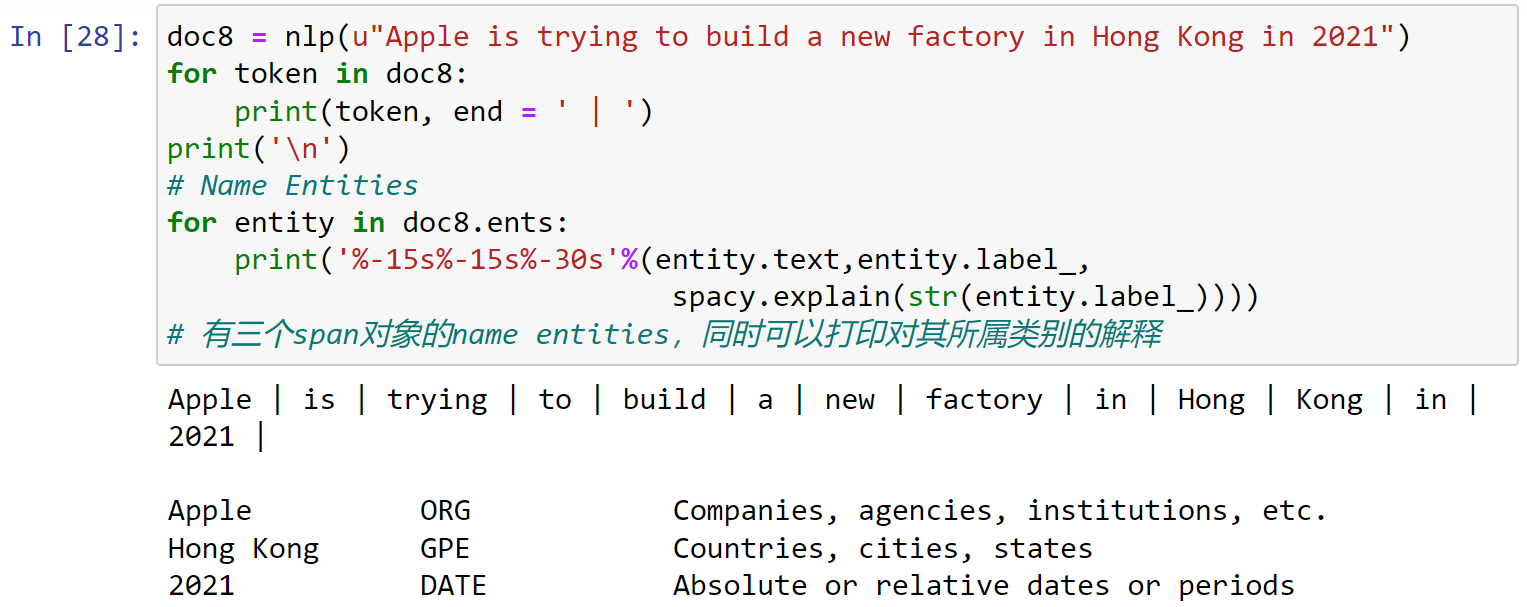 In [28]: doc8 = nlp(u"Apple is trying to build a new factory in Hong Kong in 2021")
for token in doc8:
    print(token, end = ' | ')
print('\n')
# Name Entities
for entity in doc8.ents:
    print('%-15s%-15s%-30s'%(entity.text,entity.label_,
                              spacy.explain(str(entity.label_))))
# 有三个span对象的name entities，同时可以打印对其所属类别的解释
Apple | is | trying | to | build | a | new | factory | in | Hong | Kong | in |
2021 |
Apple          ORG            Companies, agencies, institutions, etc.
Hong Kong      GPE            Countries, cities, states
2021           DATE           Absolute or relative dates or periods